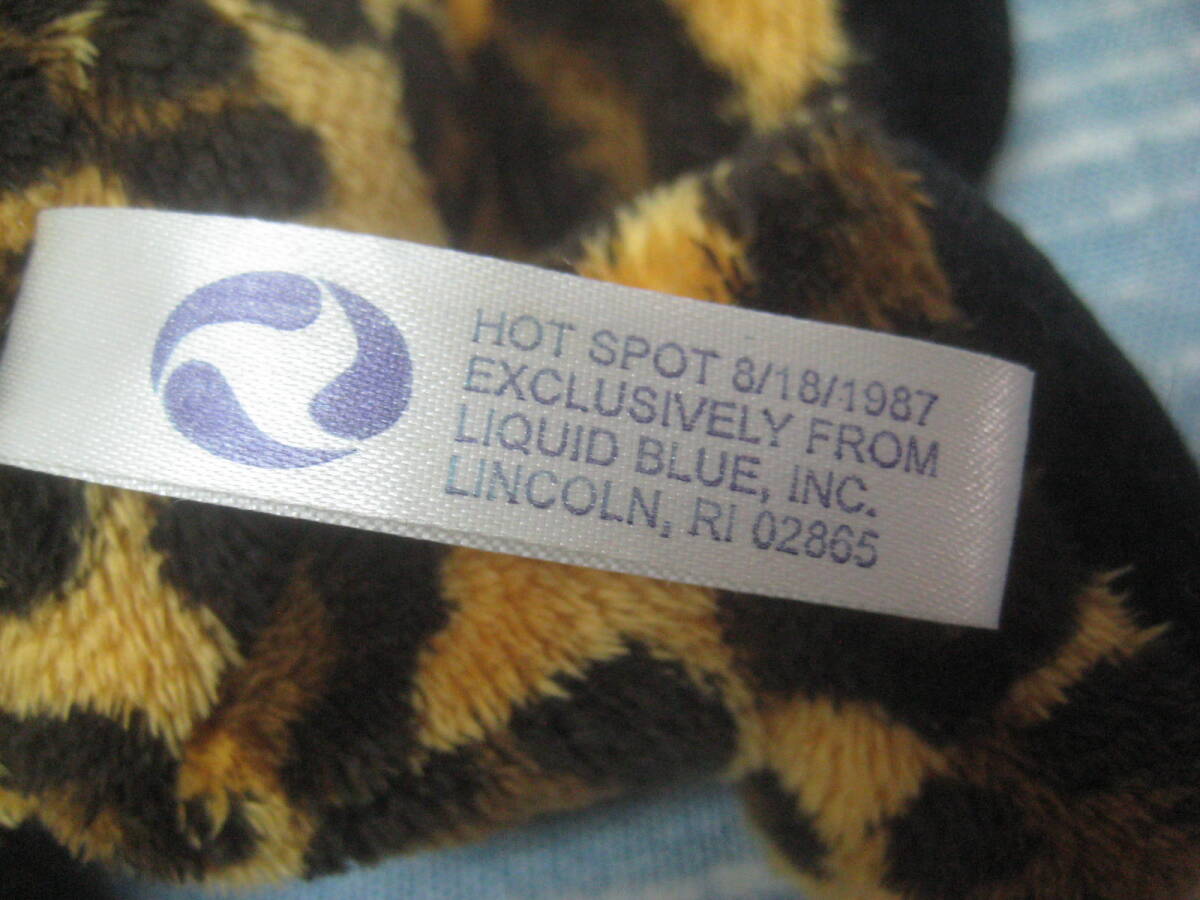 HOT SPOT 8/18/1987
EXCLUSIVELY FROM
LIQUID BLUE, INC.
LINCOLN, RI 02865